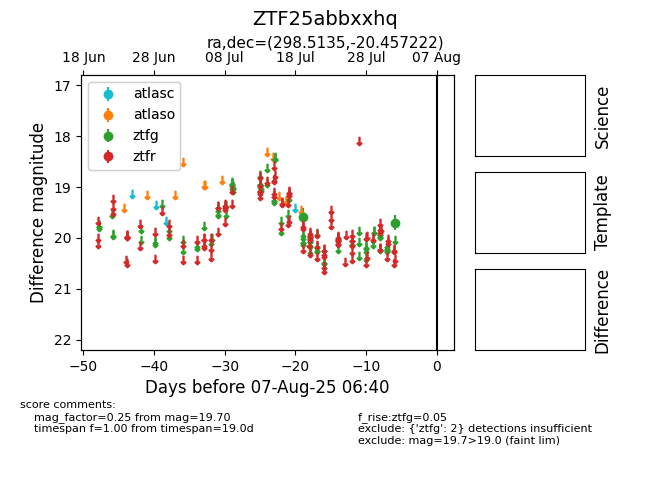 ZTF25abbxxhq
ra,dec=(298.5135,-20.457222)
18 Jun 28 Jun 08 Jul 18 Jul 28 Jul 07 Aug
17
18
19
20
21
22
Difference magnitude
atlasc
atlaso
ztfg
ztfr
−50 −40 −30 −20 −10 0
Days before 07-Aug-25 06:40
Science
Template
Difference
score comments:
mag_factor=0.25 from mag=19.70
timespan f=1.00 from timespan=19.0d
f_rise:ztfg=0.05
exclude: {'ztfg': 2} detections insufficient
exclude: mag=19.7>19.0 (faint lim)